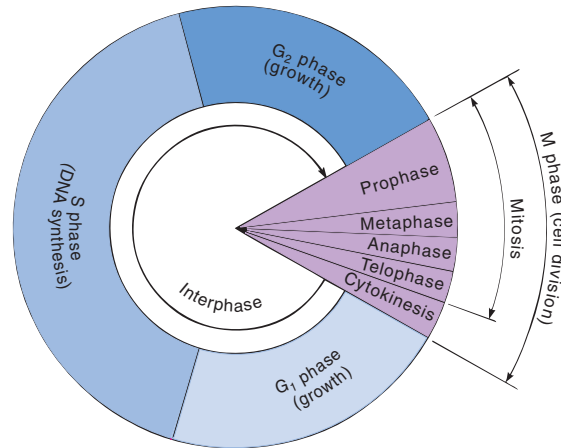 G₂ phase
(growth)
S phase
(DNA synthesis)
Interphase
G₁ phase
(growth)
Prophase
Metaphase
Anaphase
Telophase
Cytokinesis
Mitosis
M phase (cell division)